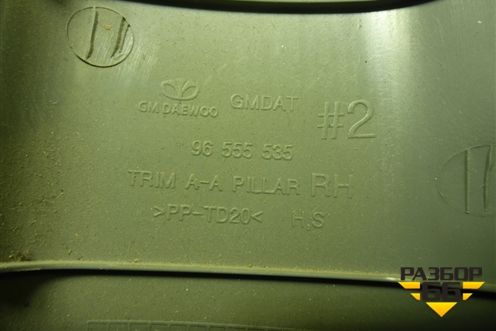 GM DAEWOO GMDAT #2
96 555 535
TRIM A-A PILLAR RH
>PP-TD20< H,S
РАЗБОР
66